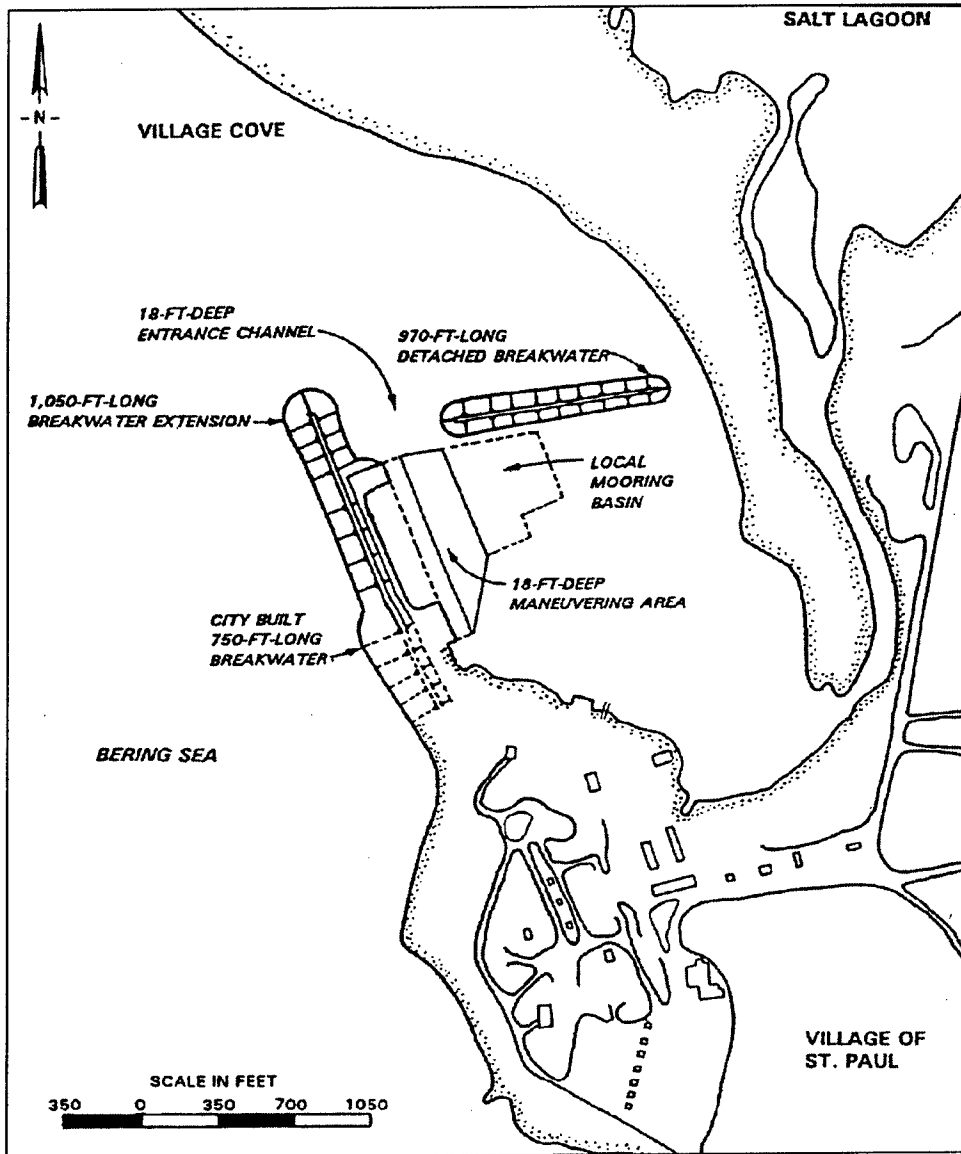 SALT LAGOON
-N-
VILLAGE COVE
18-FT-DEEP
ENTRANCE CHANNEL
970-FT-LONG
DETACHED BREAKWATER
1,050-FT-LONG
BREAKWATER EXTENSION
LOCAL
MOORING
BASIN
18-FT-DEEP
MANEUVERING AREA
CITY BUILT
750-FT-LONG
BREAKWATER
BERING SEA
VILLAGE OF
ST. PAUL
SCALE IN FEET
350 0 350 700 1050